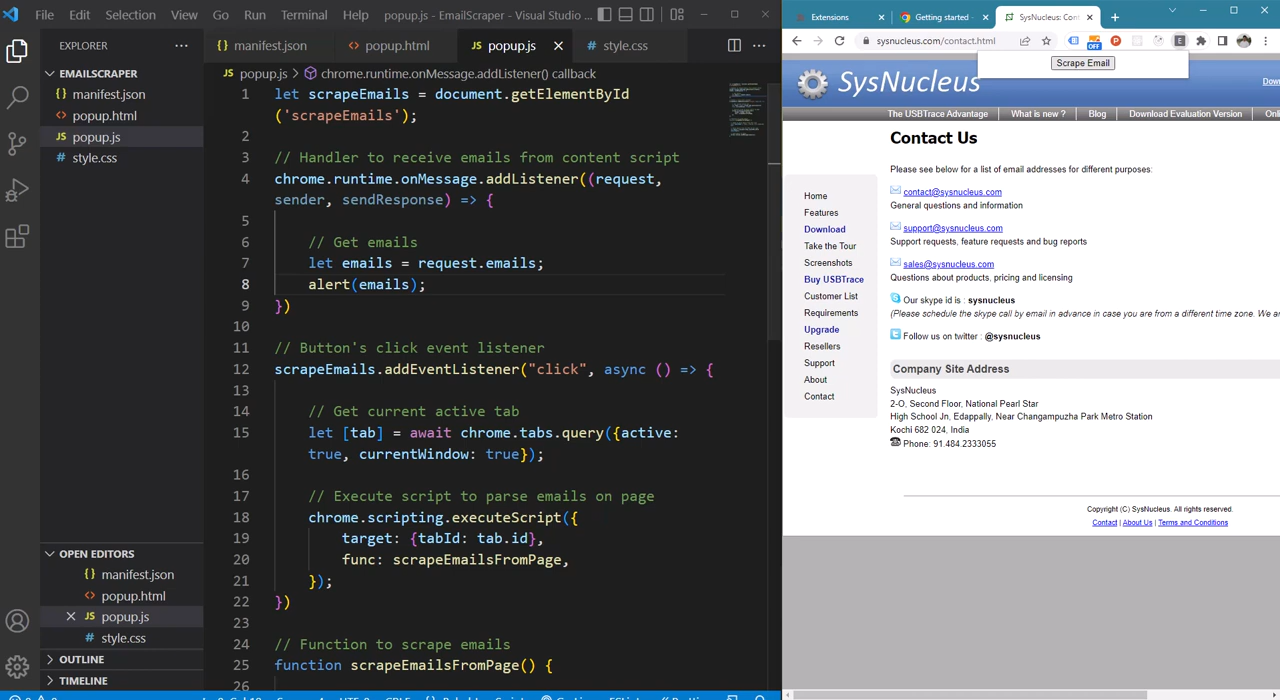 File Edit Selection View Go Run Terminal Help popup.js - EmailScraper - Visual Studio ...
EXPLORER
EMAILSCRAPER
manifest.json
popup.html
popup.js
style.css
OPEN EDITORS
manifest.json
popup.html
popup.js
style.css
OUTLINE
TIMELINE
manifest.json popup.html popup.js style.css
JS popup.js > chrome.runtime.onMessage.addListener() callback
1 let scrapeEmails = document.getElementById
('scrapeEmails');
2
3 // Handler to receive emails from content script
4 chrome.runtime.onMessage.addListener((request,
sender, sendResponse) => {
5
6 // Get emails
7 let emails = request.emails;
8 alert(emails);
9 })
10
11 // Button's click event listener
12 scrapeEmails.addEventListener("click", async () => {
13
14 // Get current active tab
15 let [tab] = await chrome.tabs.query({active:
true, currentWindow: true});
16
17 // Execute script to parse emails on page
18 chrome.scripting.executeScript({
19 target: {tabId: tab.id},
20 func: scrapeEmailsFromPage,
21 });
22 })
23
24 // Function to scrape emails
25 function scrapeEmailsFromPage() {
26
Extensions
Getting started
SysNucleus: Cont
sysnucleus.com/contact.html
OFF
Scrape Email
SysNucleus
Down
The USBTrace Advantage What is new ? Blog Download Evaluation Version Onli
Home
Features
Download
Take the Tour
Screenshots
Buy USBTrace
Customer List
Requirements
Upgrade
Resellers
Support
About
Contact
Contact Us
Please see below for a list of email addresses for different purposes:
contact@sysnucleus.com
General questions and information
support@sysnucleus.com
Support requests, feature requests and bug reports
sales@sysnucleus.com
Questions about products, pricing and licensing
Our skype id is : sysnucleus
(Please schedule the skype call by email in advance in case you are from a different time zone. We ar
Follow us on twitter : @sysnucleus
Company Site Address
SysNucleus
2-O, Second Floor, National Pearl Star
High School Jn, Edappally, Near Changampuzha Park Metro Station
Kochi 682 024, India
Phone: 91.484.2333055
Copyright (C) SysNucleus. All rights reserved.
Contact | About Us | Terms and Conditions